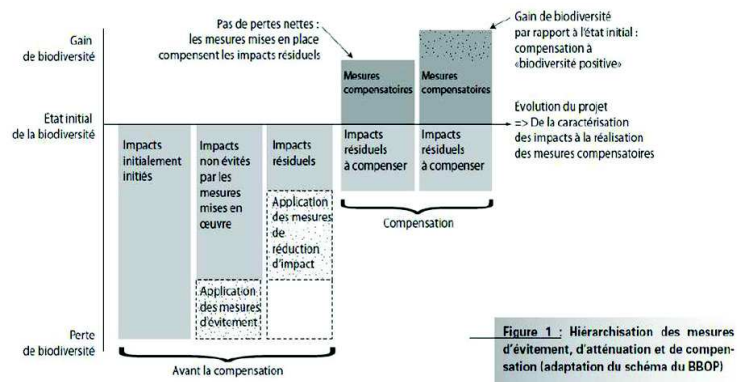 Gain
de biodiversité
État initial
de la biodiversité
Perte
de biodiversité
Pas de pertes nettes :
les mesures mises en place
compensent les impacts résiduels
Gain de biodiversité
par rapport à l'état initial :
compensation à
«biodiversité positive»
Mesures
compensatoires
Mesures
compensatoires
Evolution du projet
=> De la caractérisation
des impacts à la réalisation
des mesures compensatoires
Impacts
initialement
initiés
Impacts
non évités
par les
mesures
mises en
œuvre
Impacts
résiduels
Impacts
résiduels
à compenser
Impacts
résiduels
à compenser
Application
des mesures
de
réduction
d'impact
Application
des mesures
d'évitement
Compensation
Avant la compensation
Figure 1 : Hiérarchisation des mesures
d'évitement, d'atténuation et de compen-
sation (adaptation du schéma du BBOP)